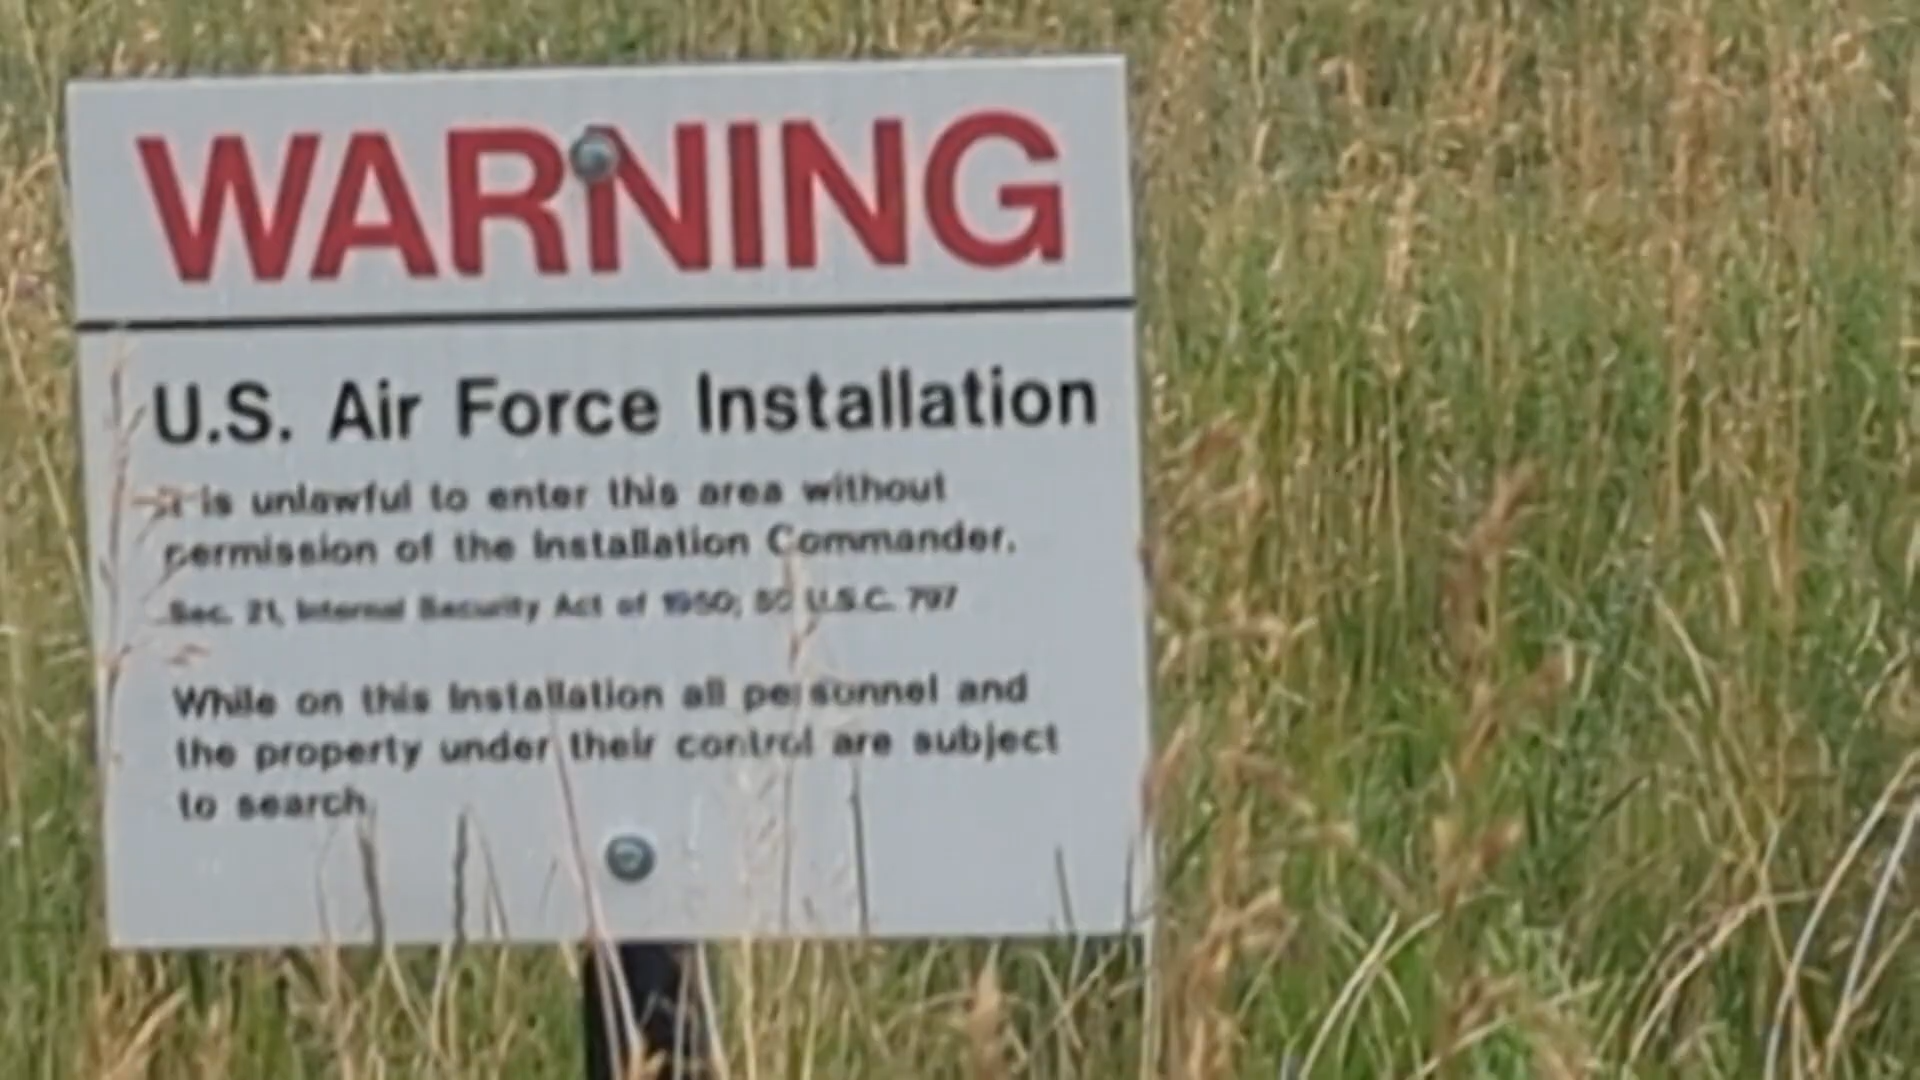 WARNING
U.S. Air Force Installation
It is unlawful to enter this area without
permission of the Installation Commander.
Sec. 21, Internal Security Act of 1950; 50 U.S.C. 797
While on this Installation all personnel and
the property under their control are subject
to search.